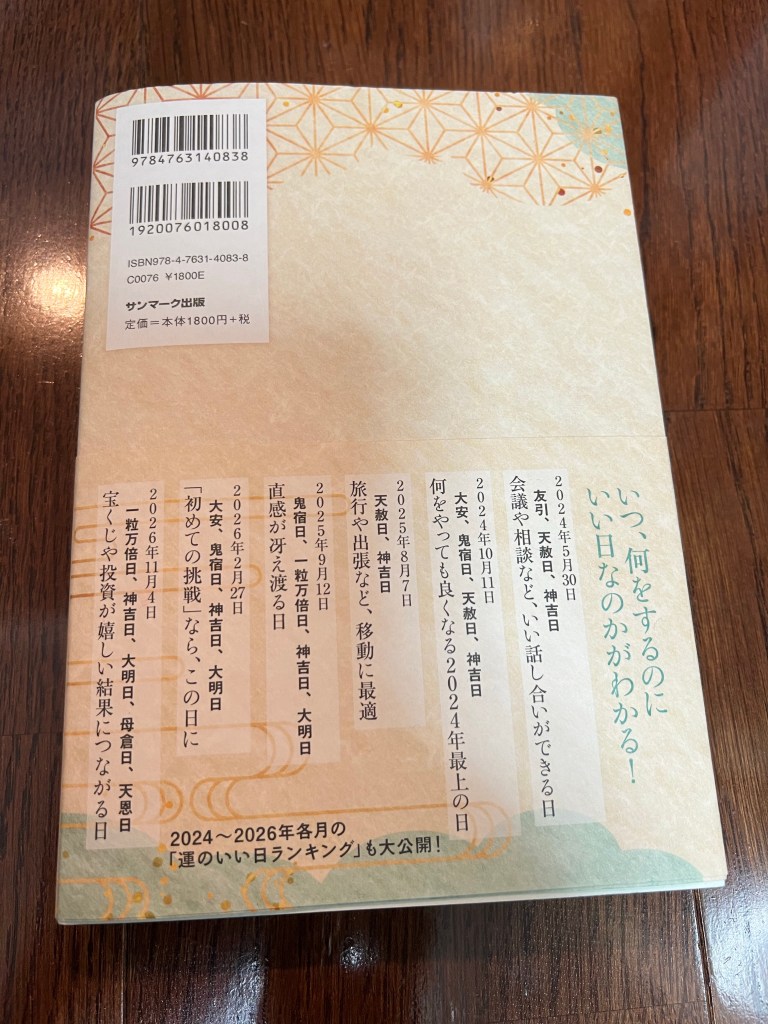 9784763140838
1920076018008
ISBN978-4-7631-4083-8
C0076 ¥1800E
サンマーク出版
定価=本体1800円+税
いつ、何をするのに
いい日なのかがわかる!
2024年5月30日
友引、天赦日、神吉日
会議や相談など、いい話し合いができる日
2024年10月11日
大安、鬼宿日、天赦日、神吉日
何をやっても良くなる2024年最上の日
2025年8月7日
天赦日、神吉日
旅行や出張など、移動に最適
2025年9月12日
鬼宿日、一粒万倍日、神吉日、大明日
直感が冴え渡る日
2026年2月27日
大安、鬼宿日、神吉日、大明日
「初めての挑戦」なら、この日に
2026年11月4日
一粒万倍日、神吉日、大明日、母倉日、天恩日
宝くじや投資が嬉しい結果につながる日
2024〜2026年各月の
「運のいい日ランキング」も大公開!